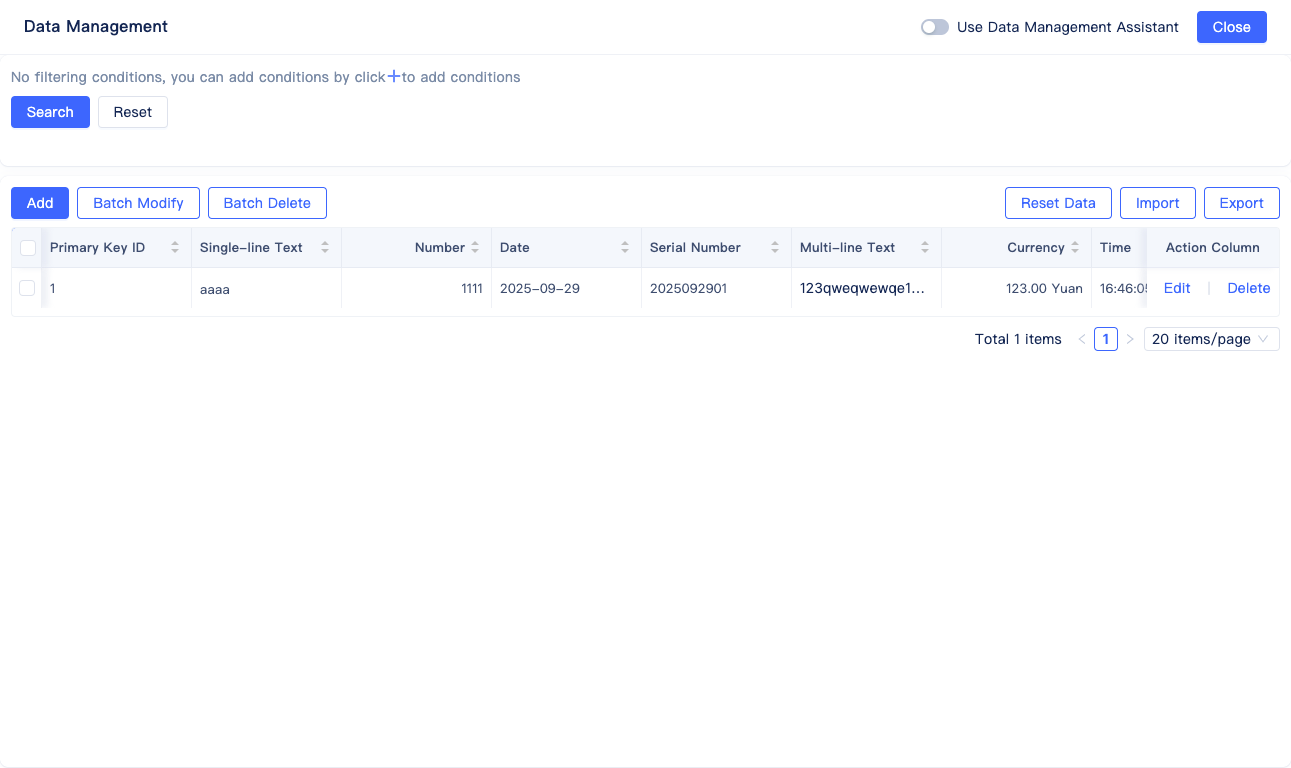 Data Management
Use Data Management Assistant
Close
No filtering conditions, you can add conditions by click+to add conditions
Search
Reset
Add
Batch Modify
Batch Delete
Reset Data
Import
Export
Primary Key ID
Single-line Text
Number
Date
Serial Number
Multi-line Text
Currency
Time
Action Column
1
aaaa
1111
2025-09-29
2025092901
123qweqwewqe1...
123.00 Yuan
16:46:05
Edit
Delete
Total 1 items
1
20 items/page